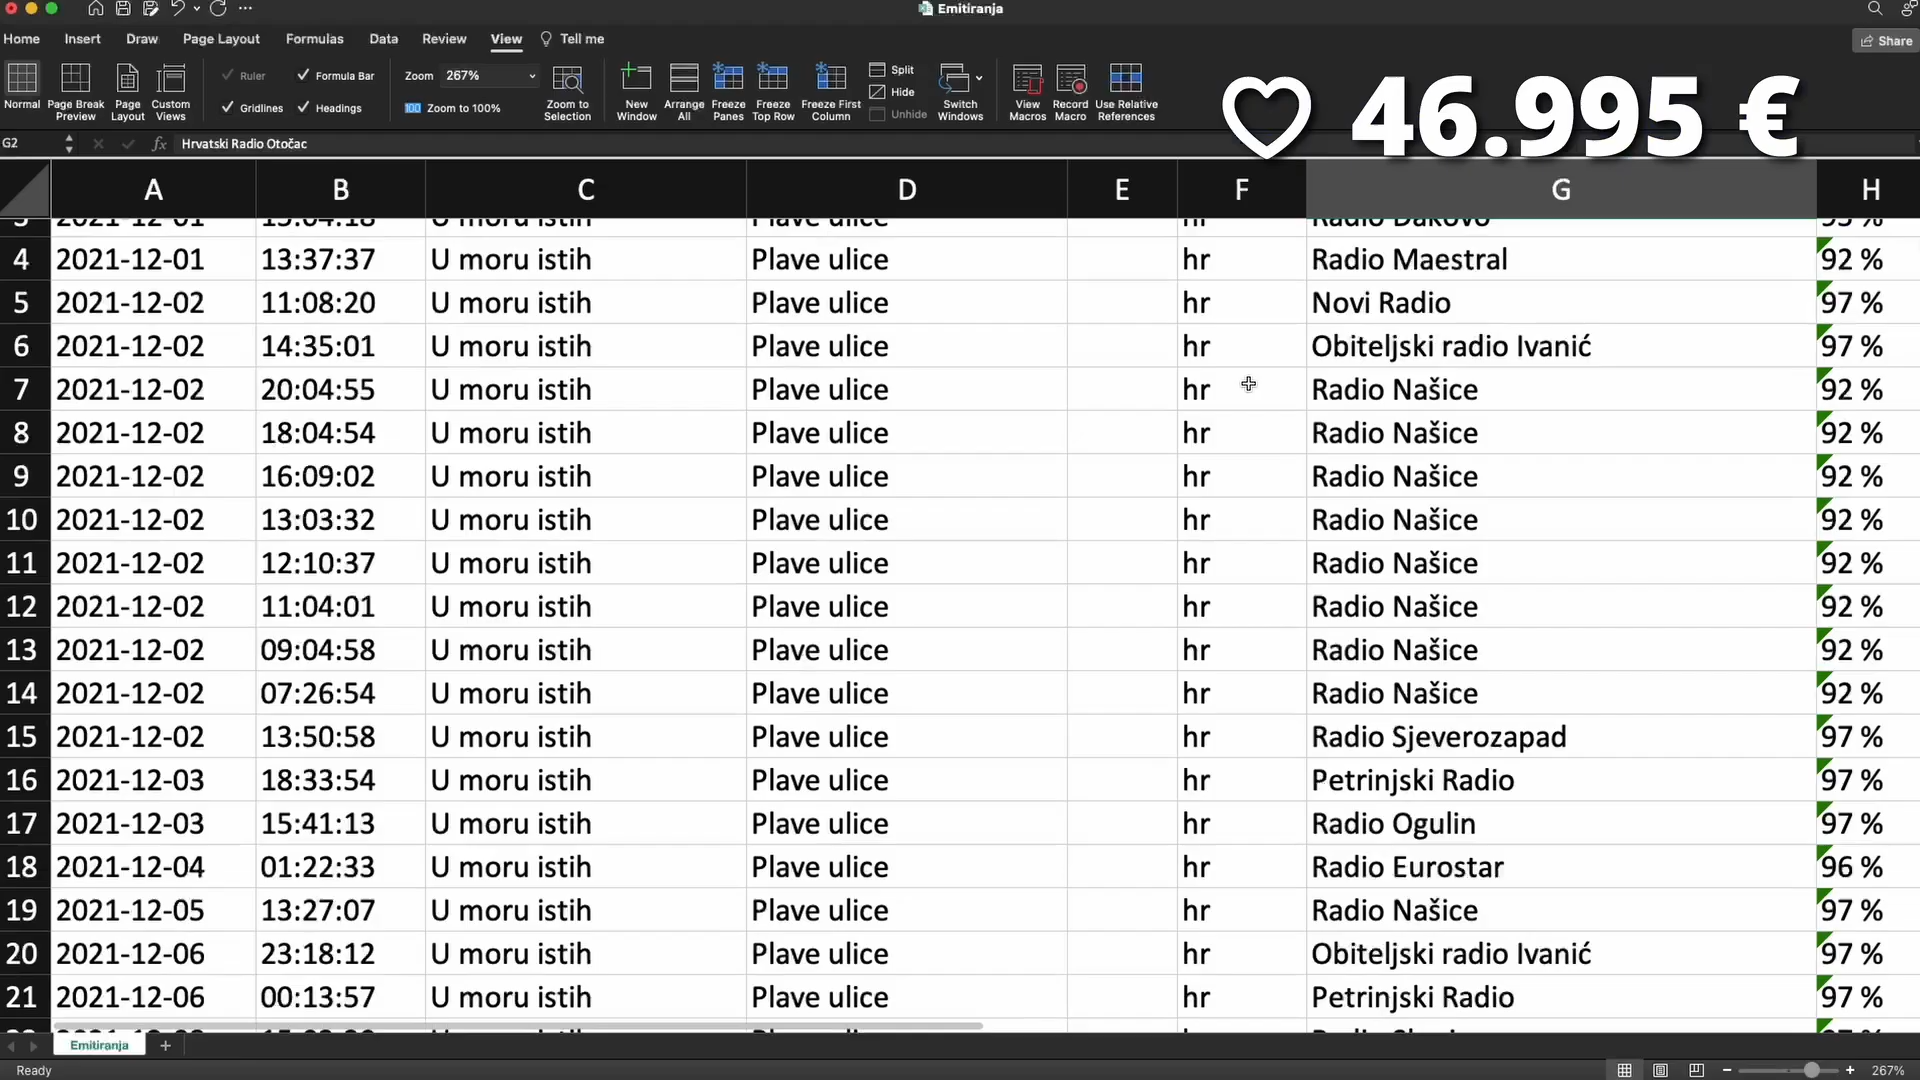 Emitiranja
Home Insert Draw Page Layout Formulas Data Review View Tell me Share
Normal Page Break Preview Page Layout Custom Views Ruler Formula Bar Gridlines Headings Zoom 267% 100 Zoom to 100% Zoom to Selection New Window Arrange All Freeze Panes Freeze Top Row Freeze First Column Split Hide Unhide Switch Windows View Macros Record Macro Use Relative References
46.995 €
G2 fx Hrvatski Radio Otočac
A B C D E F G H
4 2021-12-01 13:37:37 U moru istih Plave ulice hr Radio Maestral 92 %
5 2021-12-02 11:08:20 U moru istih Plave ulice hr Novi Radio 97 %
6 2021-12-02 14:35:01 U moru istih Plave ulice hr Obiteljski radio Ivanić 97 %
7 2021-12-02 20:04:55 U moru istih Plave ulice hr Radio Našice 92 %
8 2021-12-02 18:04:54 U moru istih Plave ulice hr Radio Našice 92 %
9 2021-12-02 16:09:02 U moru istih Plave ulice hr Radio Našice 92 %
10 2021-12-02 13:03:32 U moru istih Plave ulice hr Radio Našice 92 %
11 2021-12-02 12:10:37 U moru istih Plave ulice hr Radio Našice 92 %
12 2021-12-02 11:04:01 U moru istih Plave ulice hr Radio Našice 92 %
13 2021-12-02 09:04:58 U moru istih Plave ulice hr Radio Našice 92 %
14 2021-12-02 07:26:54 U moru istih Plave ulice hr Radio Našice 92 %
15 2021-12-02 13:50:58 U moru istih Plave ulice hr Radio Sjeverozapad 97 %
16 2021-12-03 18:33:54 U moru istih Plave ulice hr Petrinjski Radio 97 %
17 2021-12-03 15:41:13 U moru istih Plave ulice hr Radio Ogulin 97 %
18 2021-12-04 01:22:33 U moru istih Plave ulice hr Radio Eurostar 96 %
19 2021-12-05 13:27:07 U moru istih Plave ulice hr Radio Našice 97 %
20 2021-12-06 23:18:12 U moru istih Plave ulice hr Obiteljski radio Ivanić 97 %
21 2021-12-06 00:13:57 U moru istih Plave ulice hr Petrinjski Radio 97 %
Emitiranja
Ready 267%